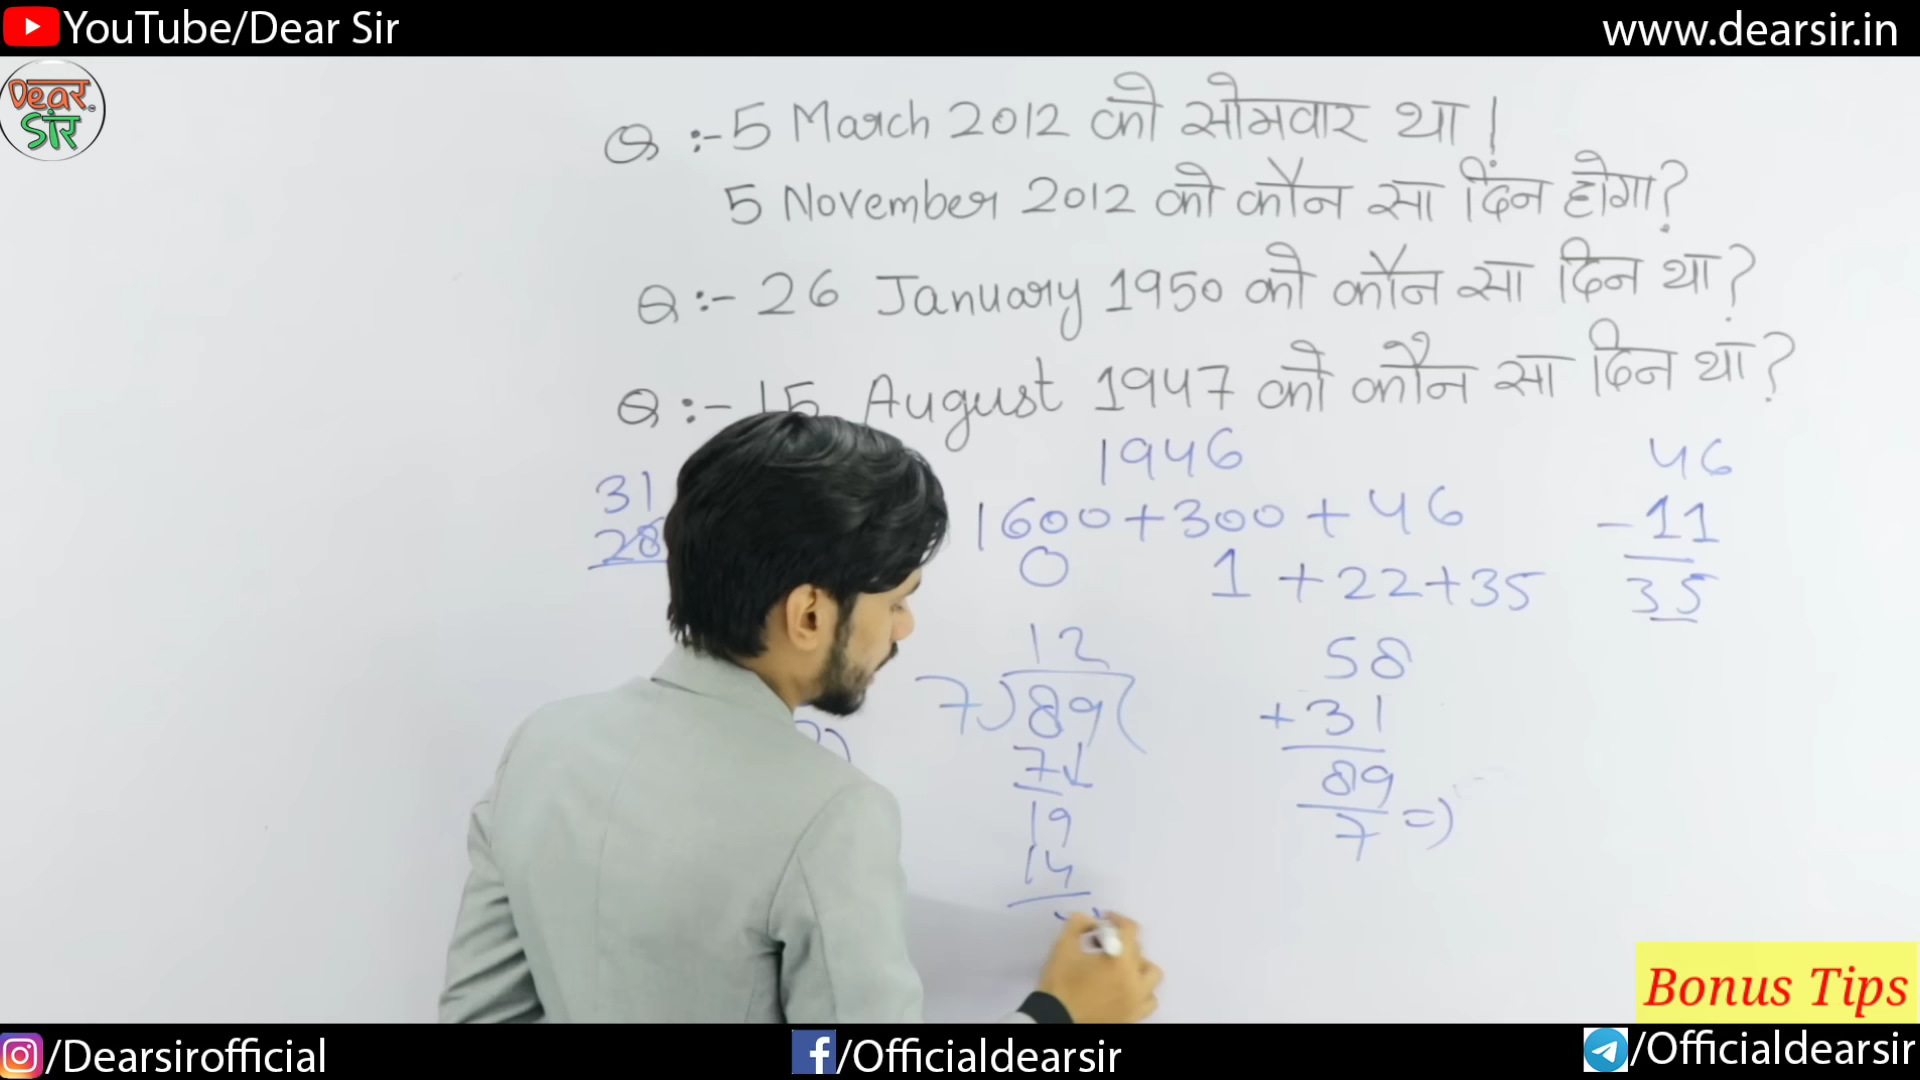 YouTube/Dear Sir
www.dearsir.in
Dear
सर
Q :- 5 March 2012 को सोमवार था।
5 November 2012 को कौन सा दिन होगा?
Q :- 26 January 1950 को कौन सा दिन था?
Q :- 15 August 1947 को कौन सा दिन था?
1946
46
31
1600+300+46
-11
28
0
1+22+35
35
12
58
7)89(
+31
7↓
89
19
7 =)
14
Bonus Tips
/Dearsirofficial
/Officialdearsir
/Officialdearsir